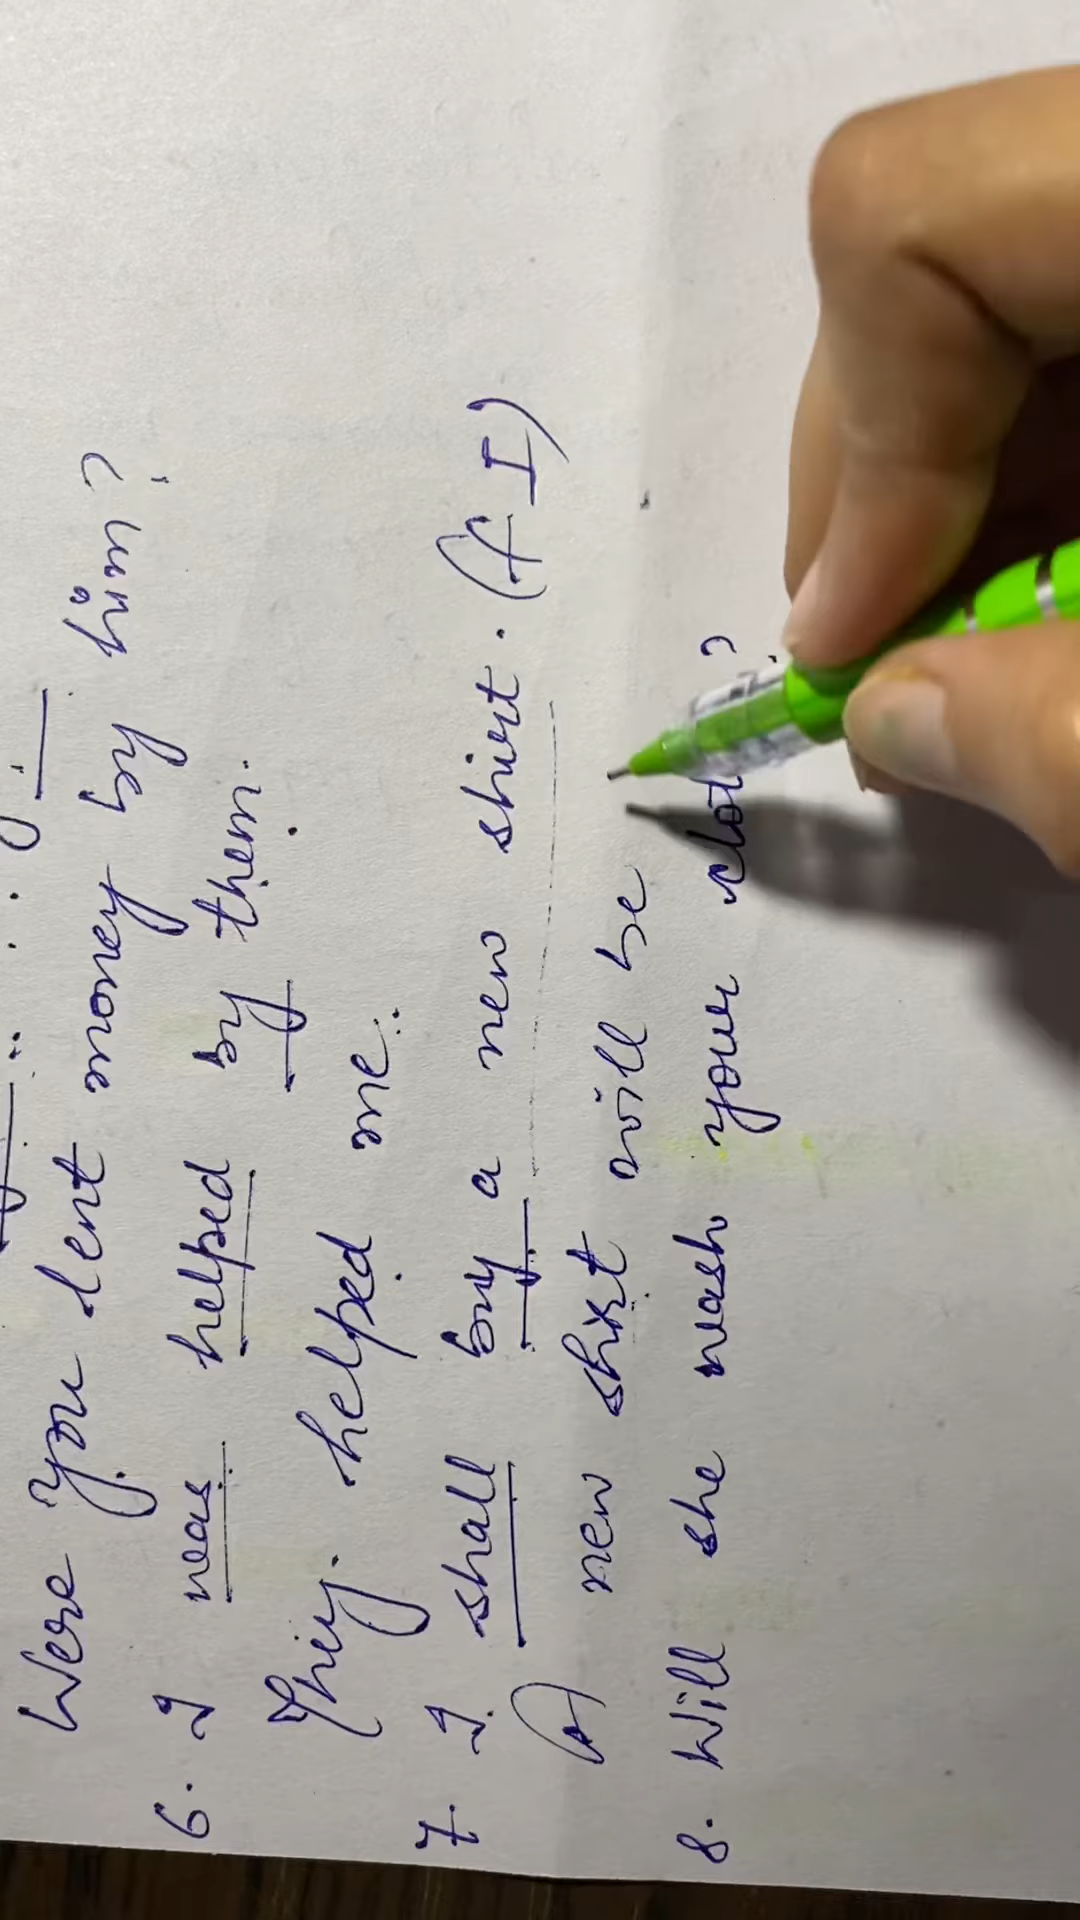 Were you lent money by him?
6. I was helped by them.
They helped me.
7. I shall buy a new shirt. (f I)
A new shirt will be
8. Will she wash your clot ?